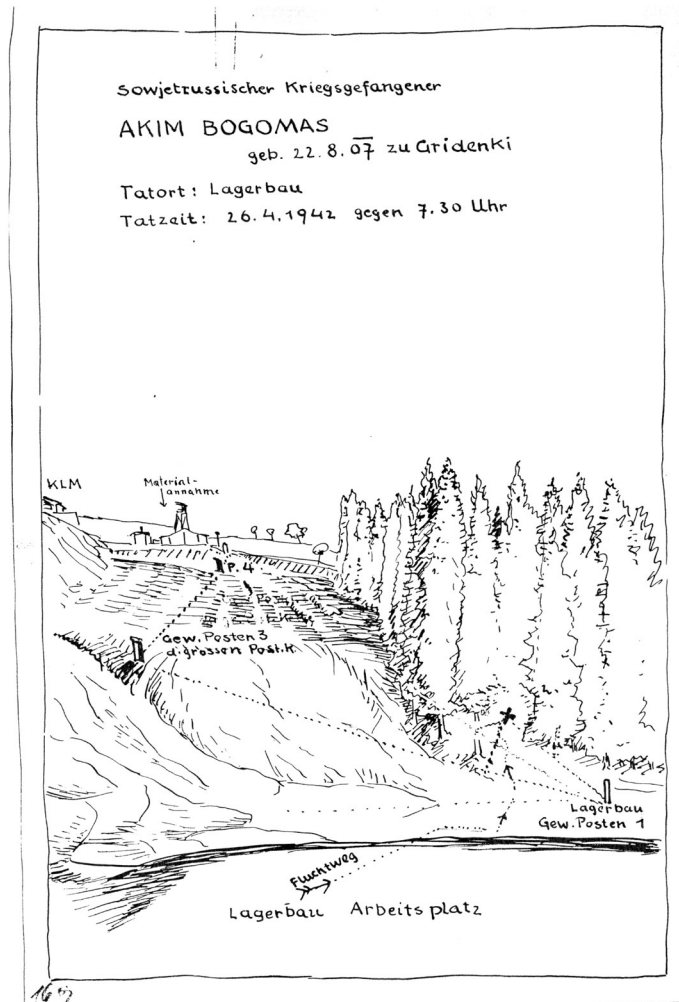 Sowjetrussischer Kriegsgefangener
AKIM BOGOMAS
geb. 22.8.07 zu Gridenki
Tatort: Lagerbau
Tatzeit: 26.4.1942 gegen 7.30 Uhr
KLM
Material-
annahme
P.4
Gew. Posten 3
d. grossen Post.K.
Lagerbau
Gew. Posten 1
Fluchtweg
Lagerbau Arbeitsplatz